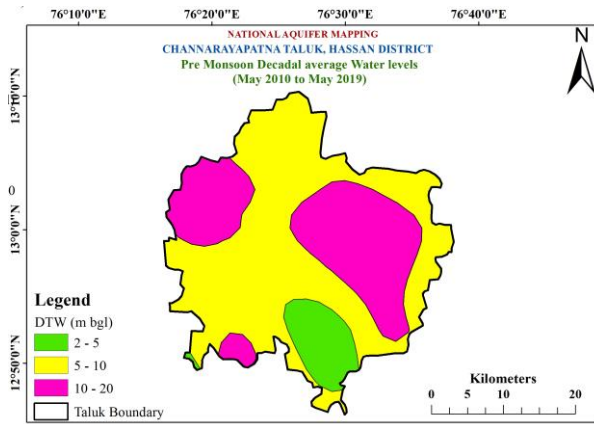 76°10'0"E 76°20'0"E 76°30'0"E 76°40'0"E
NATIONAL AQUIFER MAPPING
CHANNARAYAPATNA TALUK, HASSAN DISTRICT
Pre Monsoon Decadal average Water levels
(May 2010 to May 2019)
N
13°10'0"N
0
13°0'0"N
12°50'0"N
Legend
DTW (m bgl)
2 - 5
5 - 10
10 - 20
Taluk Boundary
Kilometers
0 5 10 20